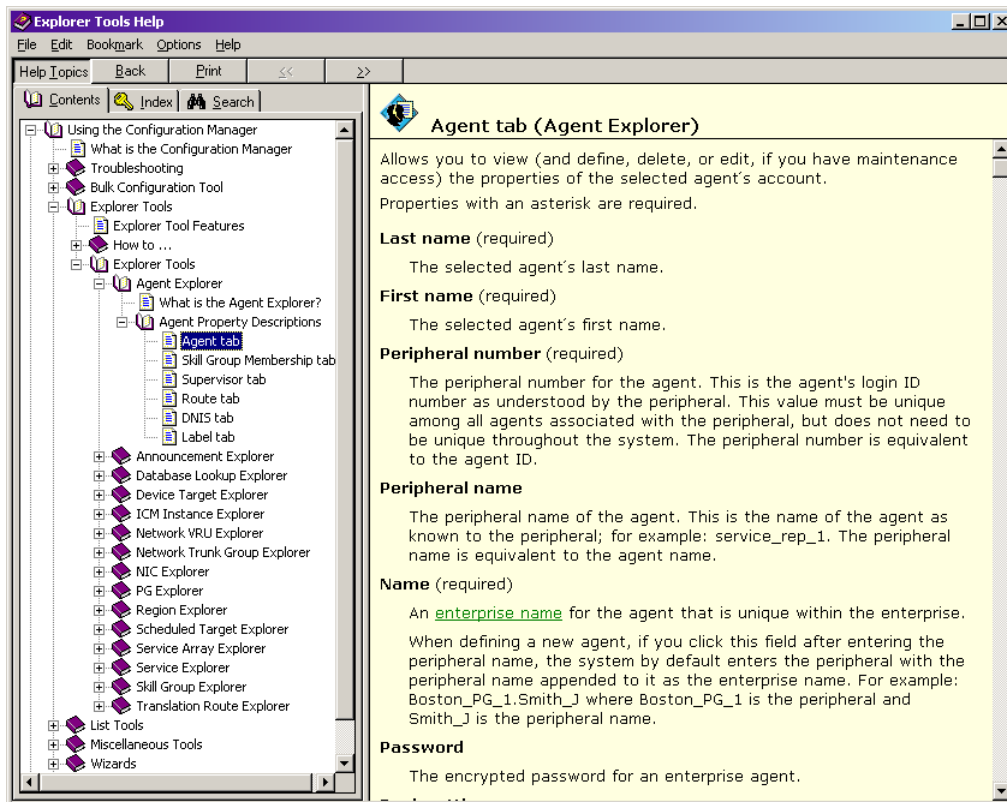 Explorer Tools Help
File Edit Bookmark Options Help
Help Topics Back Print << >>
Contents Index Search
Using the Configuration Manager
What is the Configuration Manager
Troubleshooting
Bulk Configuration Tool
Explorer Tools
Explorer Tool Features
How to ...
Explorer Tools
Agent Explorer
What is the Agent Explorer?
Agent Property Descriptions
Agent tab
Skill Group Membership tab
Supervisor tab
Route tab
DNIS tab
Label tab
Announcement Explorer
Database Lookup Explorer
Device Target Explorer
ICM Instance Explorer
Network VRU Explorer
Network Trunk Group Explorer
NIC Explorer
PG Explorer
Region Explorer
Scheduled Target Explorer
Service Array Explorer
Service Explorer
Skill Group Explorer
Translation Route Explorer
List Tools
Miscellaneous Tools
Wizards
Agent tab (Agent Explorer)
Allows you to view (and define, delete, or edit, if you have maintenance
access) the properties of the selected agent´s account.
Properties with an asterisk are required.
Last name (required)
The selected agent´s last name.
First name (required)
The selected agent´s first name.
Peripheral number (required)
The peripheral number for the agent. This is the agent's login ID
number as understood by the peripheral. This value must be unique
among all agents associated with the peripheral, but does not need to
be unique throughout the system. The peripheral number is equivalent
to the agent ID.
Peripheral name
The peripheral name of the agent. This is the name of the agent as
known to the peripheral; for example: service_rep_1. The peripheral
name is equivalent to the agent name.
Name (required)
An enterprise name for the agent that is unique within the enterprise.
When defining a new agent, if you click this field after entering the
peripheral name, the system by default enters the peripheral with the
peripheral name appended to it as the enterprise name. For example:
Boston_PG_1.Smith_J where Boston_PG_1 is the peripheral and
Smith_J is the peripheral name.
Password
The encrypted password for an enterprise agent.